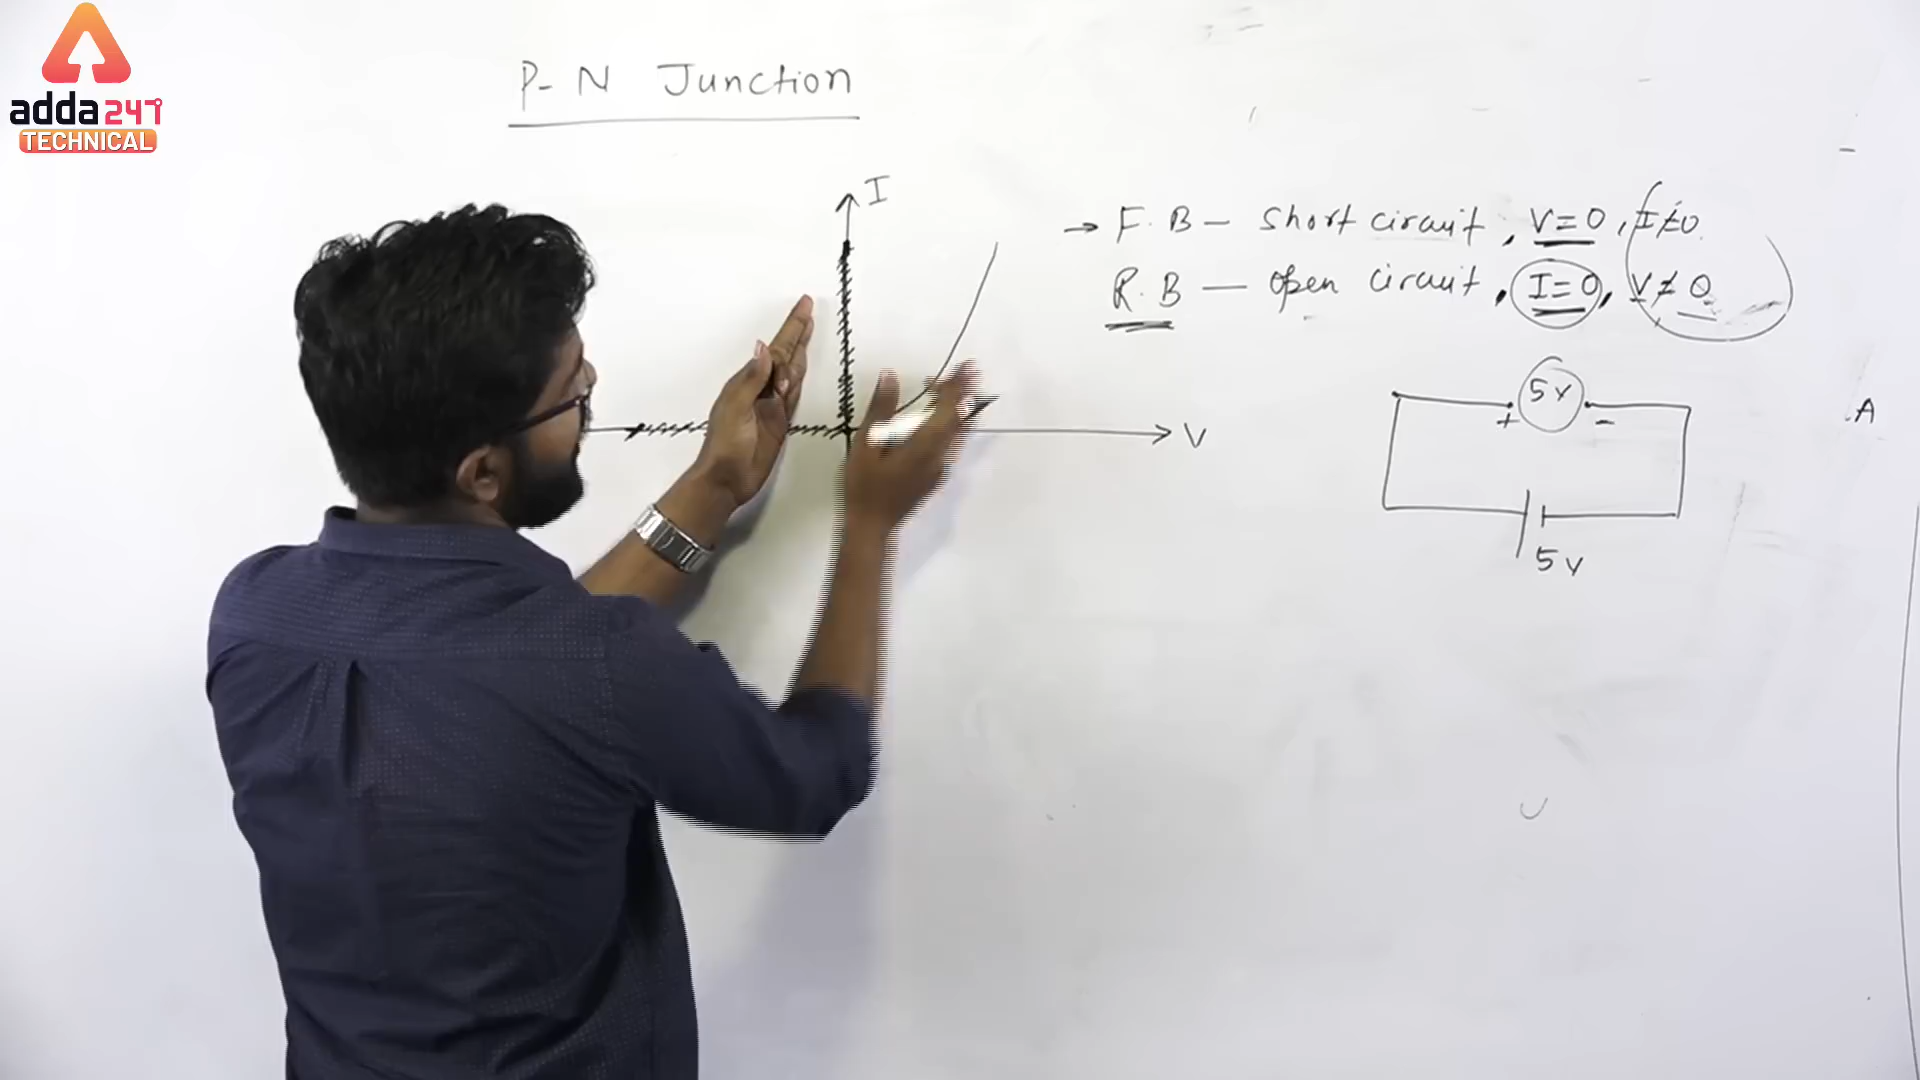 adda247
TECHNICAL
P-N Junction
I
V
→ F.B — Short circuit, V=0, I≠0.
R.B — open circuit, I=0, V≠0
5V
+ -
5V
A